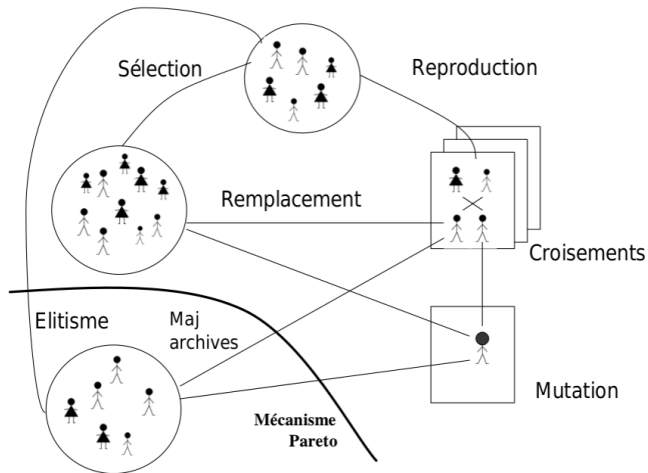 Sélection
Reproduction
Remplacement
Croisements
Elitisme
Maj
archives
Mutation
Mécanisme
Pareto